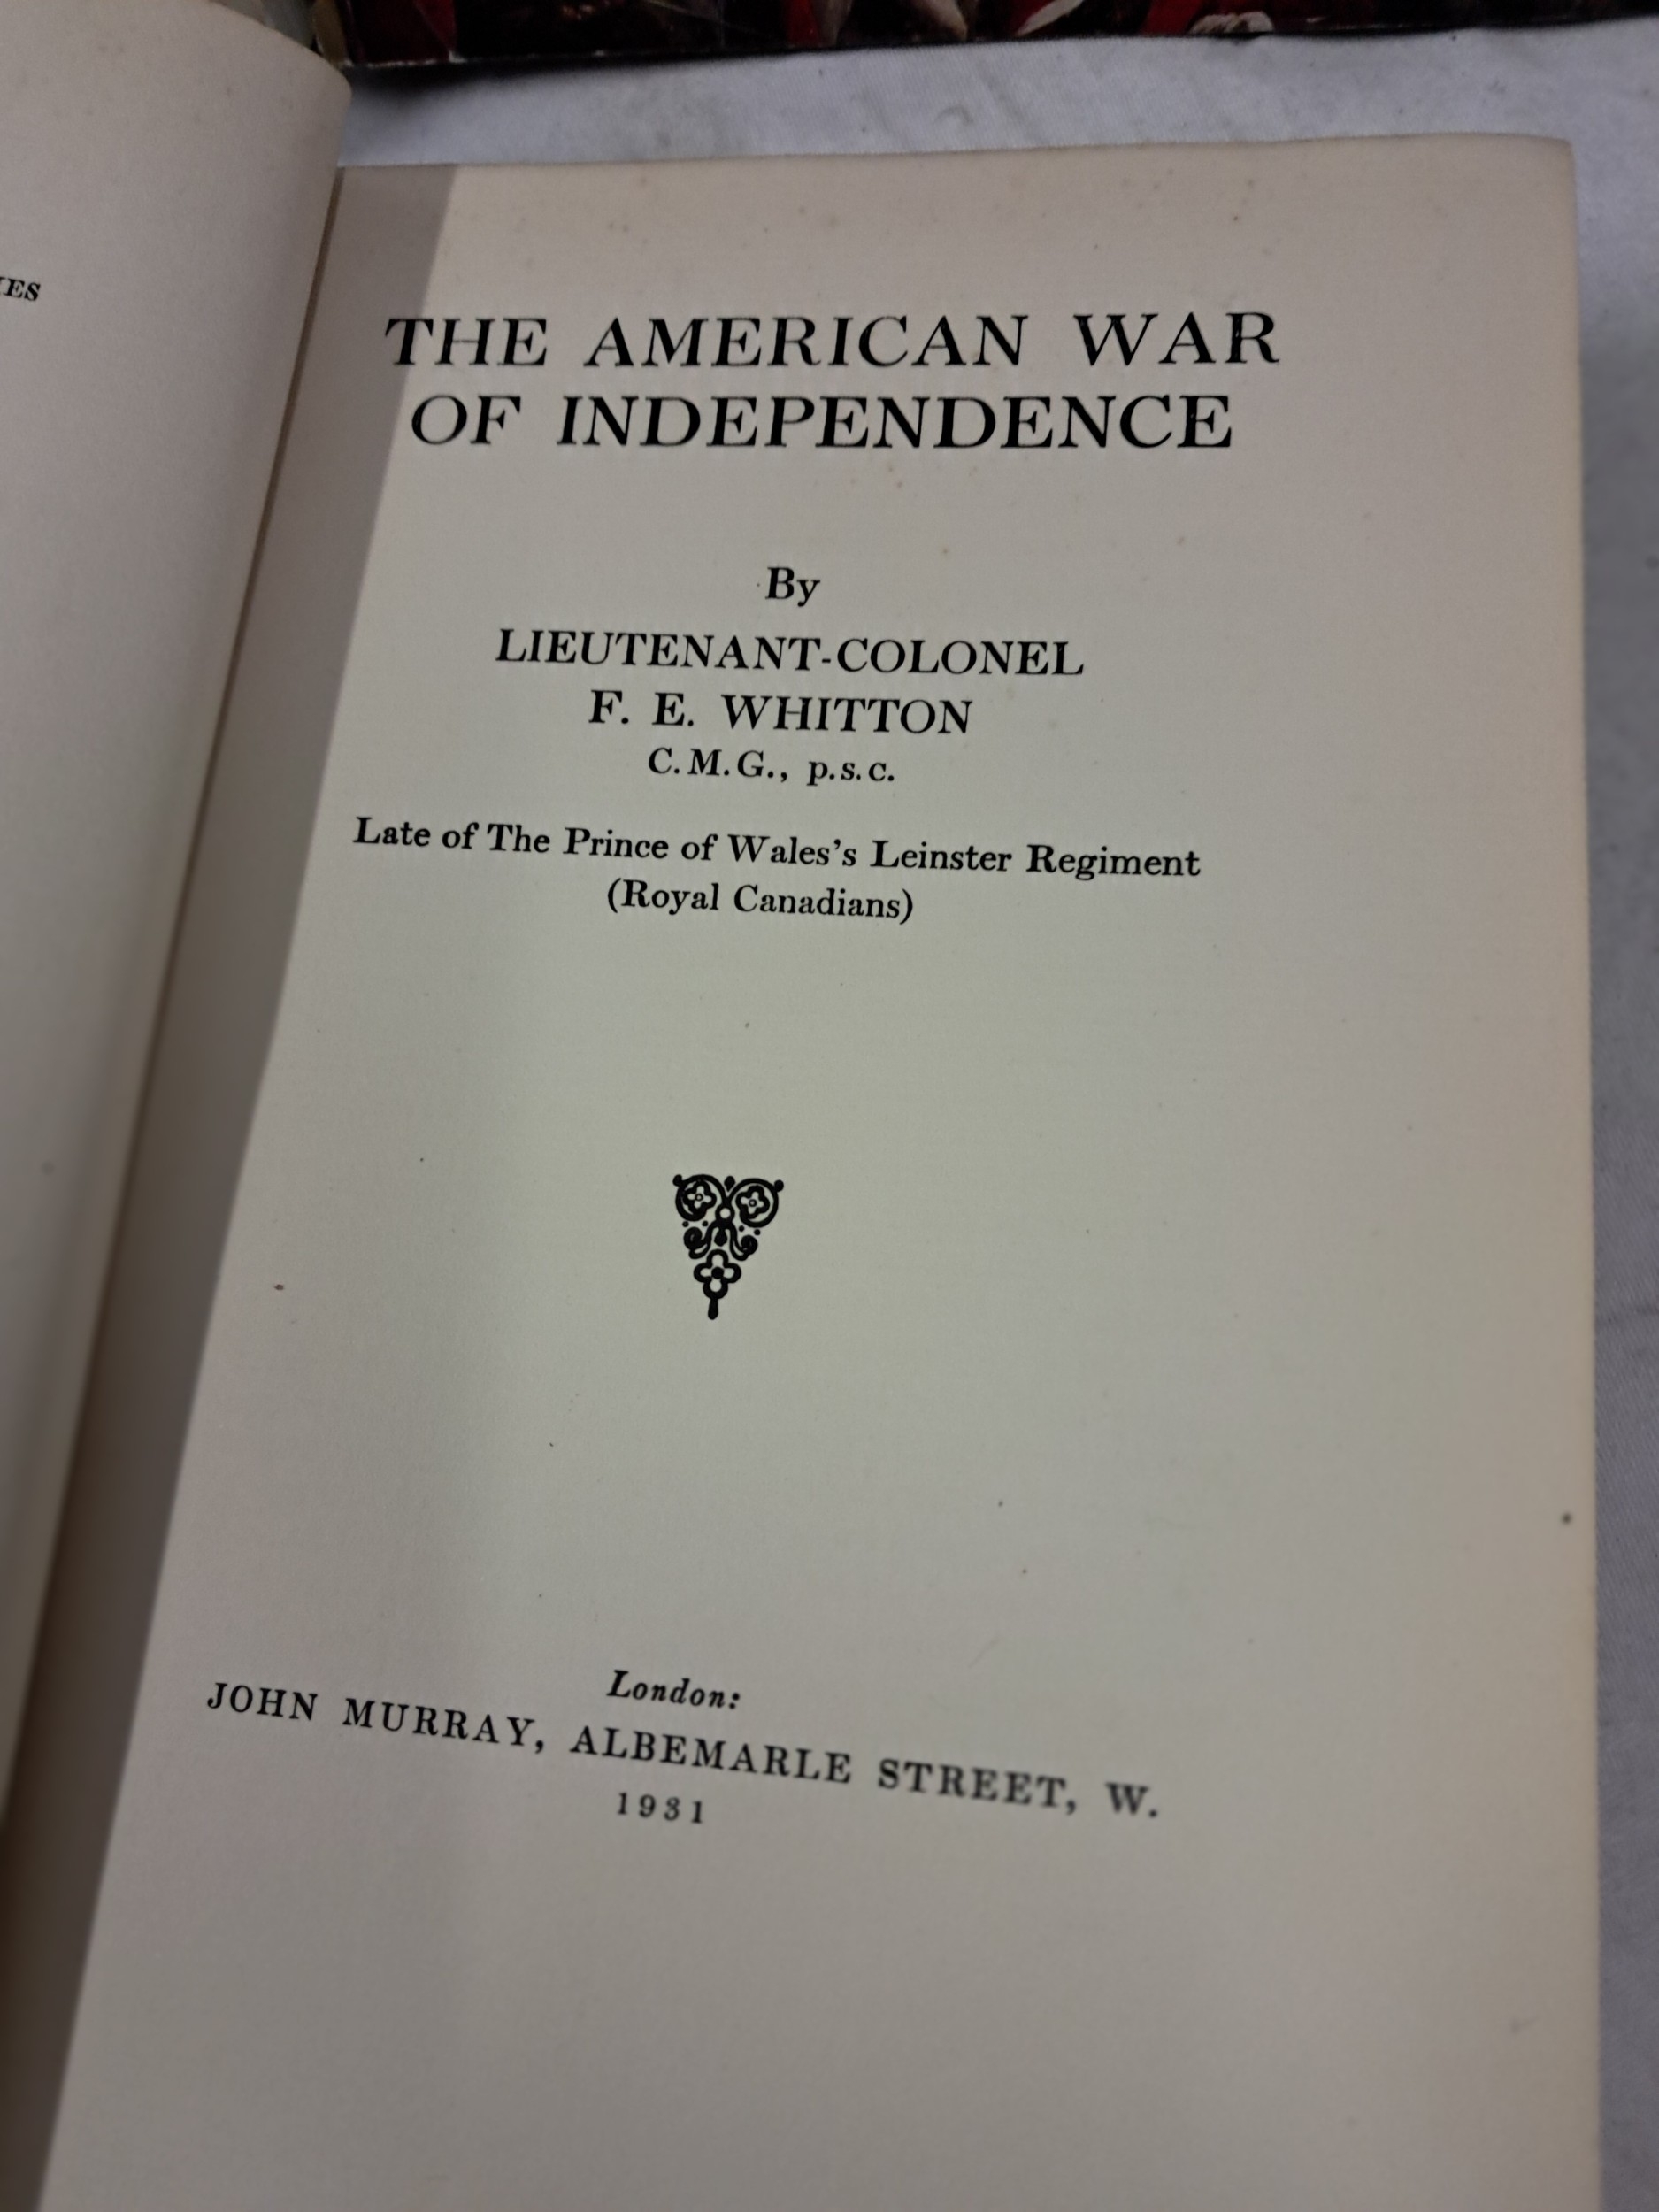 THE AMERICAN WAR
OF INDEPENDENCE
By
LIEUTENANT-COLONEL
F. E. WHITTON
C.M.G., p.s.c.
Late of The Prince of Wales's Leinster Regiment
(Royal Canadians)
London:
JOHN MURRAY, ALBEMARLE STREET, W.
1931